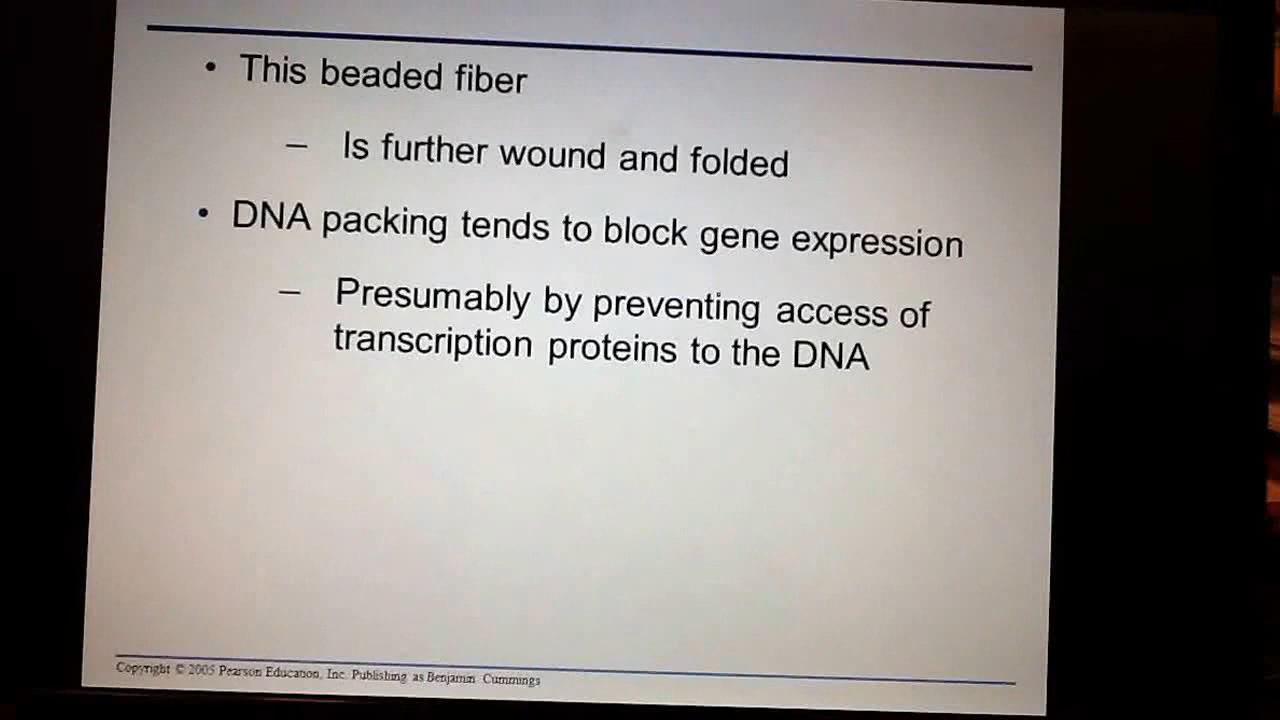 • This beaded fiber
– Is further wound and folded
• DNA packing tends to block gene expression
– Presumably by preventing access of
transcription proteins to the DNA
Copyright © 2005 Pearson Education, Inc. Publishing as Benjamin Cummings